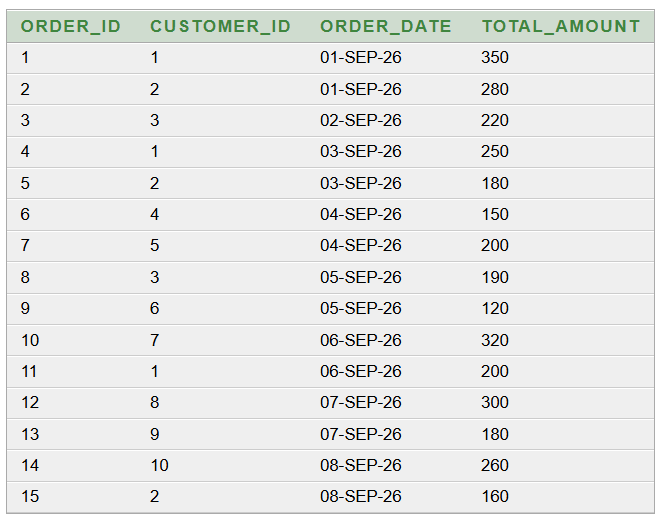 ORDER_ID CUSTOMER_ID ORDER_DATE TOTAL_AMOUNT
1 1 01-SEP-26 350
2 2 01-SEP-26 280
3 3 02-SEP-26 220
4 1 03-SEP-26 250
5 2 03-SEP-26 180
6 4 04-SEP-26 150
7 5 04-SEP-26 200
8 3 05-SEP-26 190
9 6 05-SEP-26 120
10 7 06-SEP-26 320
11 1 06-SEP-26 200
12 8 07-SEP-26 300
13 9 07-SEP-26 180
14 10 08-SEP-26 260
15 2 08-SEP-26 160